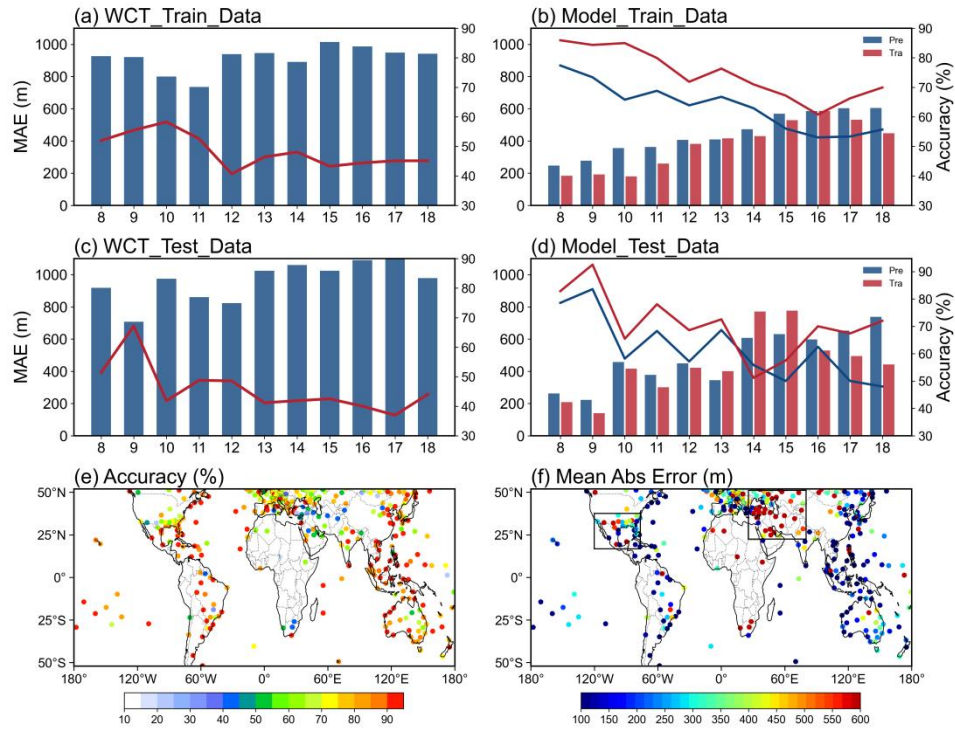 (a) WCT_Train_Data
(b) Model_Train_Data
MAE (m)
1000
800
600
400
200
0
90
80
70
60
50
40
30
8 9 10 11 12 13 14 15 16 17 18
1000
800
600
400
200
0
Pre
Tra
90
80
70
60
50
40
30
Accuracy (%)
8 9 10 11 12 13 14 15 16 17 18
(c) WCT_Test_Data
(d) Model_Test_Data
MAE (m)
1000
800
600
400
200
0
90
80
70
60
50
40
30
8 9 10 11 12 13 14 15 16 17 18
1000
800
600
400
200
0
Pre
Tra
90
80
70
60
50
40
30
Accuracy (%)
8 9 10 11 12 13 14 15 16 17 18
(e) Accuracy (%)
(f) Mean Abs Error (m)
50°N
25°N
0°
25°S
50°S
180° 120°W 60°W 0° 60°E 120°E 180°
10 20 30 40 50 60 70 80 90
50°N
25°N
0°
25°S
50°S
180° 120°W 60°W 0° 60°E 120°E 180°
100 150 200 250 300 350 400 450 500 550 600